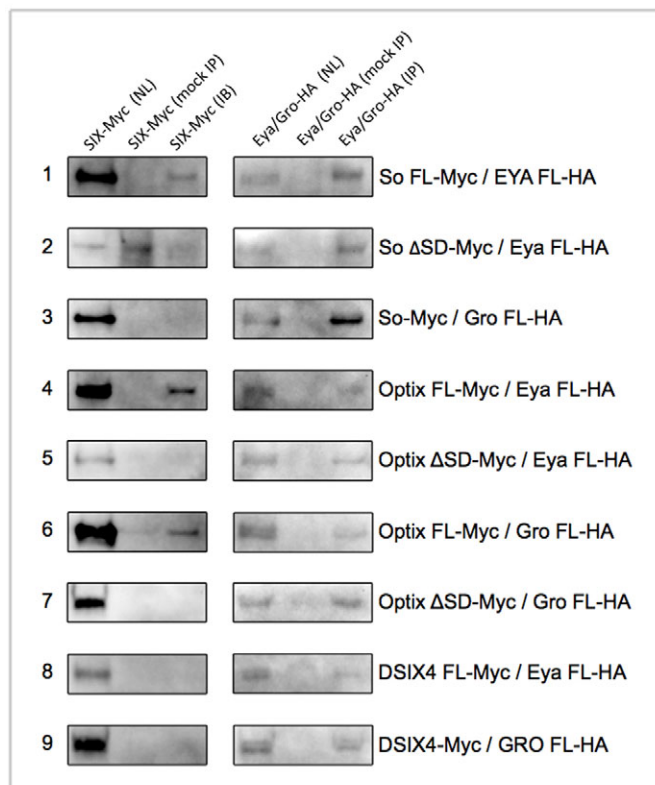 SIX-Myc (NL)
SIX-Myc (mock IP)
SIX-Myc (IB)
Eya/Gro-HA (NL)
Eya/Gro-HA (mock IP)
Eya/Gro-HA (IP)
1 So FL-Myc / EYA FL-HA
2 So ΔSD-Myc / Eya FL-HA
3 So-Myc / Gro FL-HA
4 Optix FL-Myc / Eya FL-HA
5 Optix ΔSD-Myc / Eya FL-HA
6 Optix FL-Myc / Gro FL-HA
7 Optix ΔSD-Myc / Gro FL-HA
8 DSIX4 FL-Myc / Eya FL-HA
9 DSIX4-Myc / GRO FL-HA